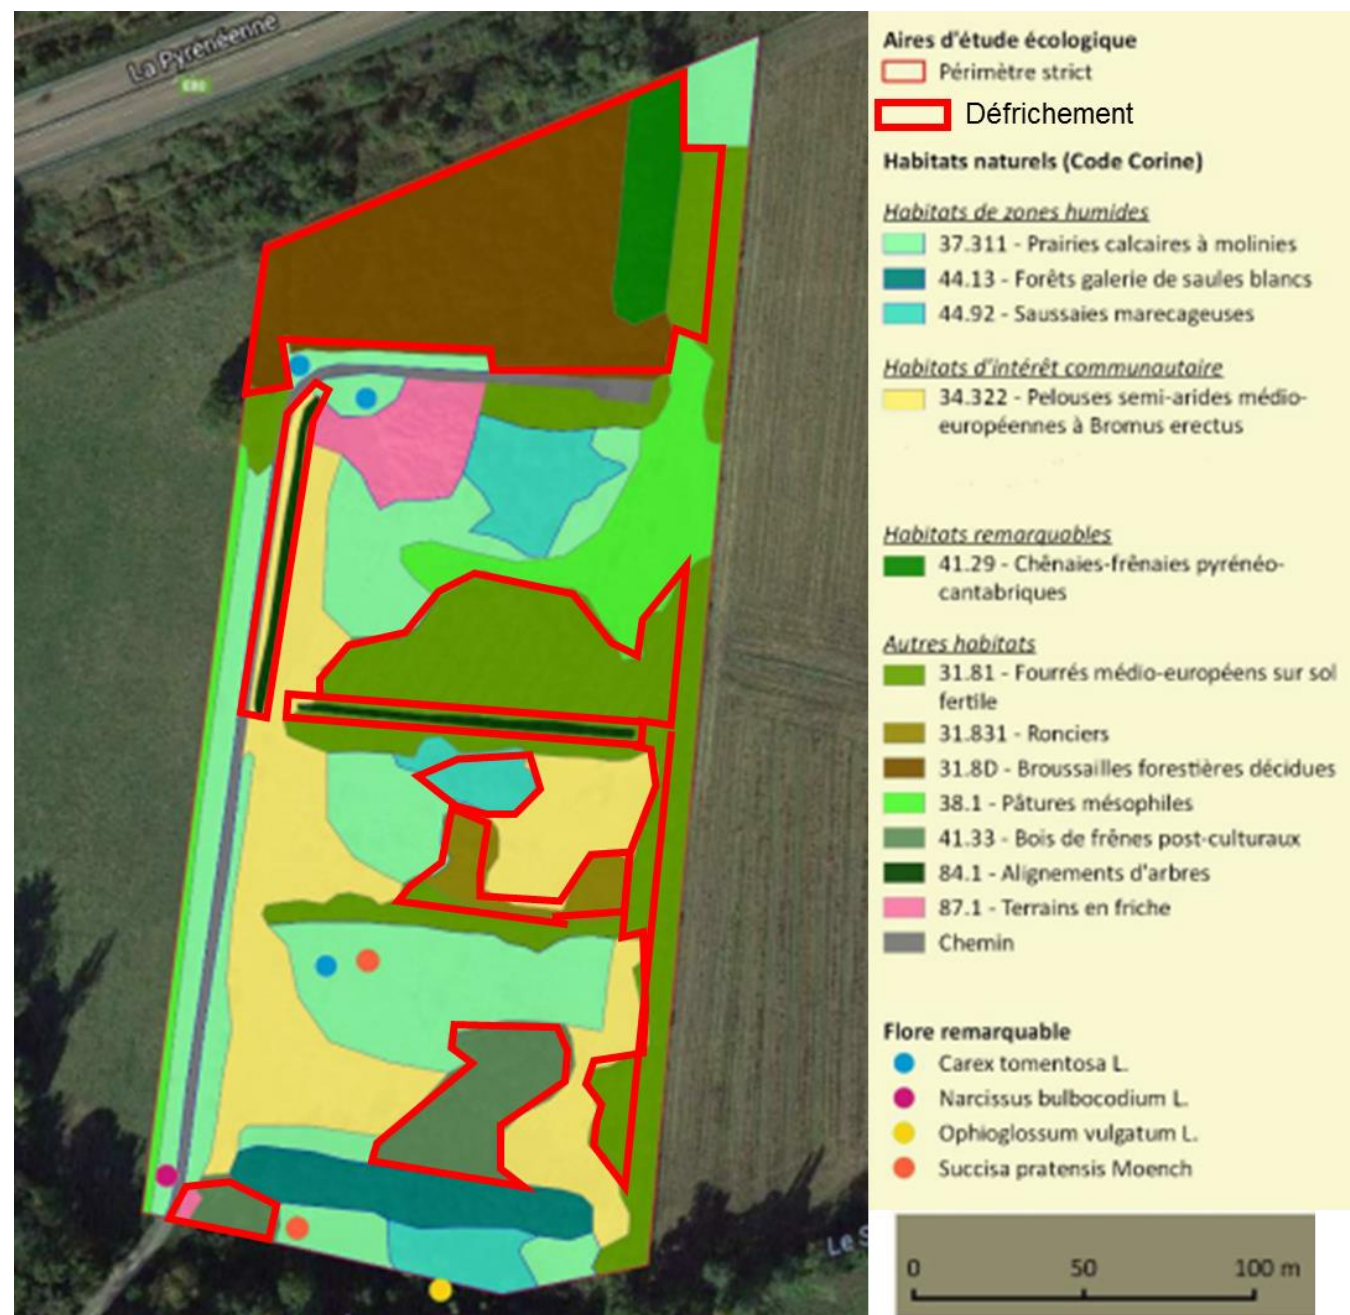 La Pyrénéenne
E80
Aires d'étude écologique
Périmètre strict
Défrichement
Habitats naturels (Code Corine)
Habitats de zones humides
37.311 - Prairies calcaires à molinies
44.13 - Forêts galerie de saules blancs
44.92 - Saussaies marecageuses
Habitats d'intérêt communautaire
34.322 - Pelouses semi-arides médio-
européennes à Bromus erectus
Habitats remarquables
41.29 - Chênaies-frênaies pyrénéo-
cantabriques
Autres habitats
31.81 - Fourrés médio-européens sur sol
fertile
31.831 - Ronciers
31.8D - Broussailles forestières décidues
38.1 - Pâtures mésophiles
41.33 - Bois de frênes post-culturaux
84.1 - Alignements d'arbres
87.1 - Terrains en friche
Chemin
Flore remarquable
Carex tomentosa L.
Narcissus bulbocodium L.
Ophioglossum vulgatum L.
Succisa pratensis Moench
Le S
0 50 100 m